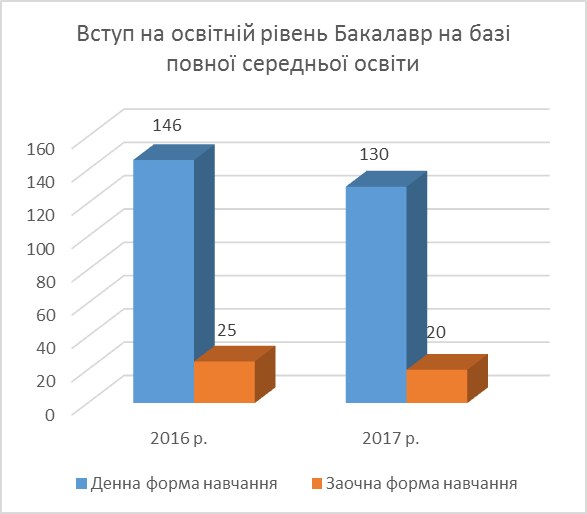 Вступ на освітній рівень Бакалавр на базі
повної середньої освіти
146
130
25
20
160
140
120
100
80
60
40
20
0
2016 р.
2017 р.
Денна форма навчання
Заочна форма навчання